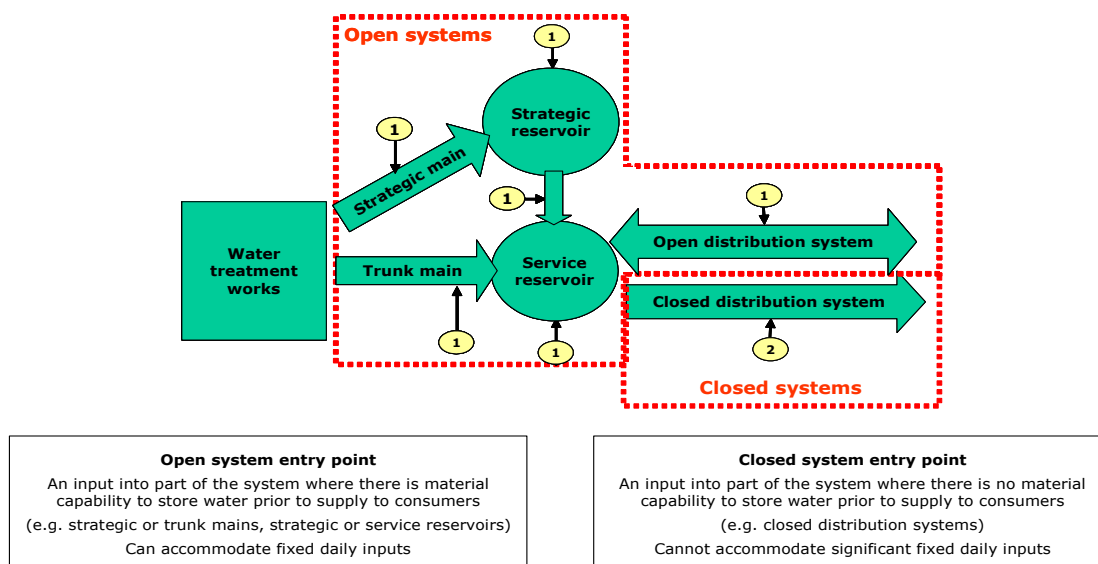 Open systems
1
Strategic
reservoir
1
Strategic main
1
1
Water
treatment
works
Trunk main
Service
reservoir
Open distribution system
Closed distribution system
1
1
2
Closed systems
Open system entry point
An input into part of the system where there is material
capability to store water prior to supply to consumers
(e.g. strategic or trunk mains, strategic or service reservoirs)
Can accommodate fixed daily inputs
Closed system entry point
An input into part of the system where there is no material
capability to store water prior to supply to consumers
(e.g. closed distribution systems)
Cannot accommodate significant fixed daily inputs